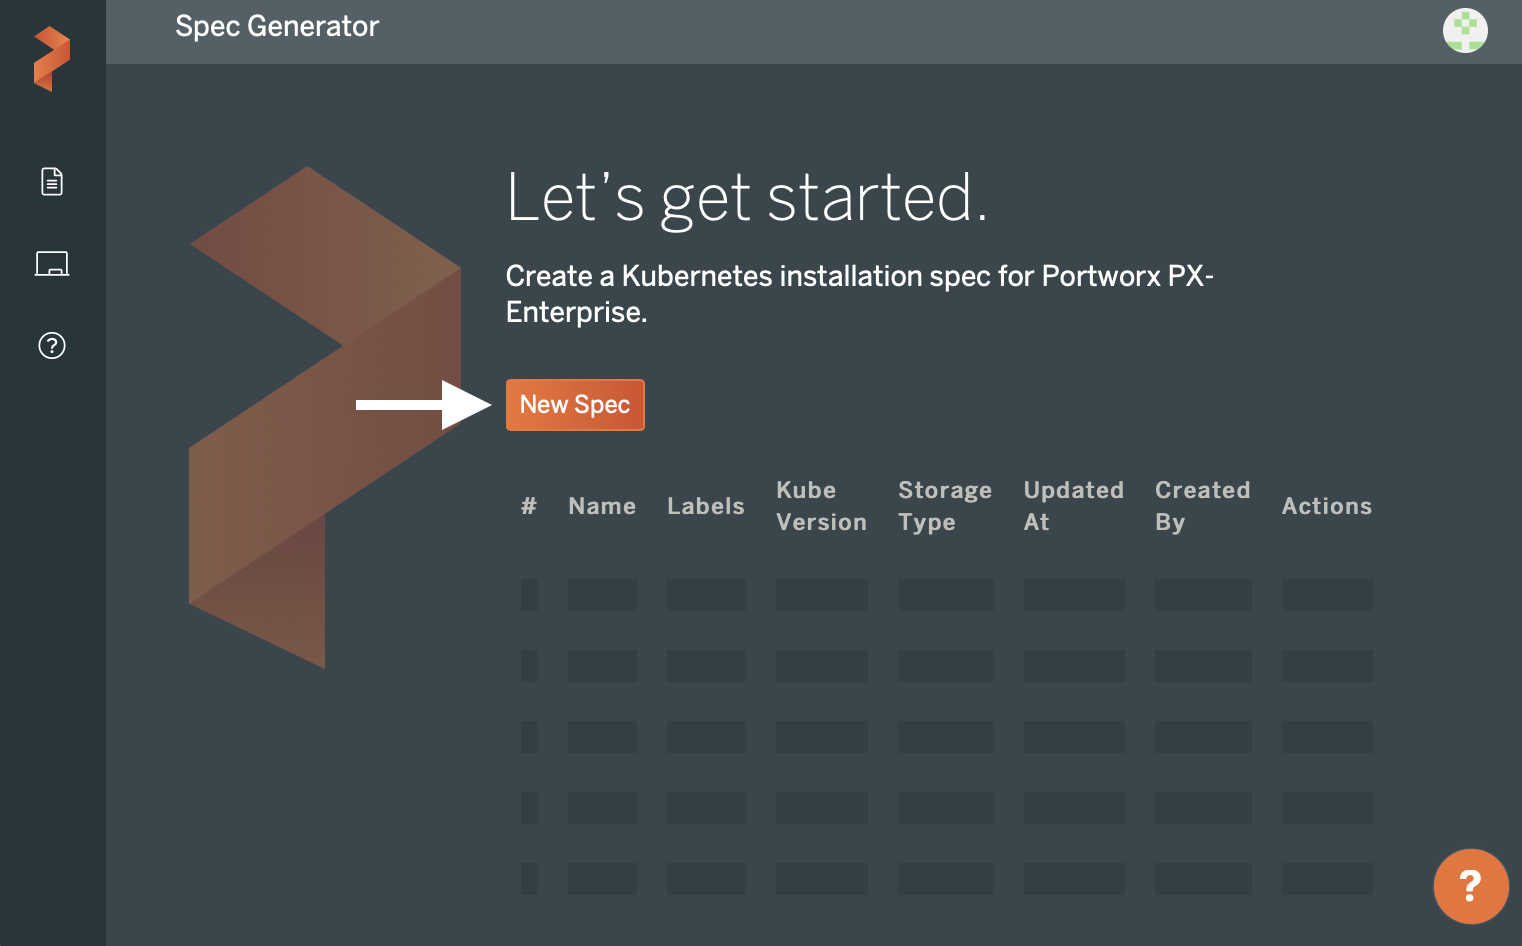 Spec Generator
Let's get started.
Create a Kubernetes installation spec for Portworx PX-
Enterprise.
New Spec
# Name Labels Kube Version Storage Type Updated At Created By Actions
?
?